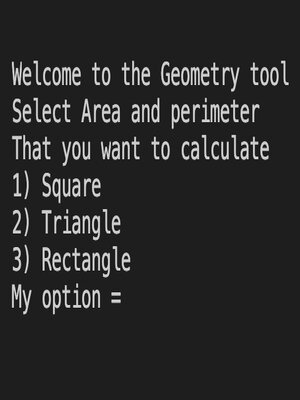 Welcome to the Geometry tool
Select Area and perimeter
That you want to calculate
1) Square
2) Triangle
3) Rectangle
My option =